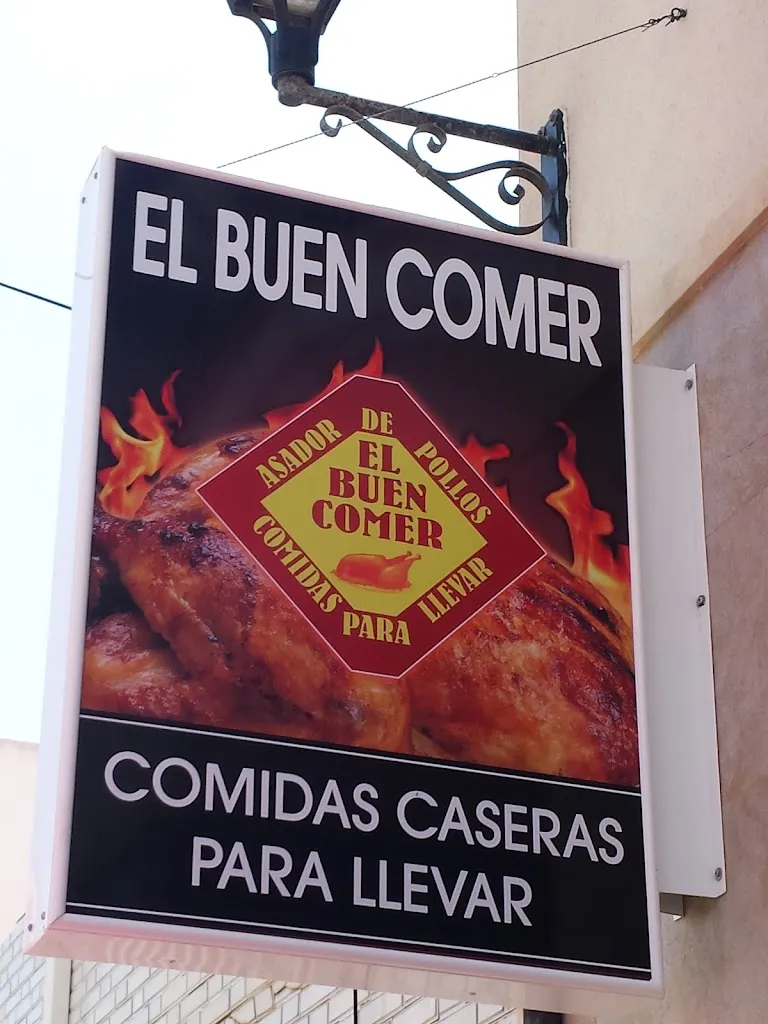 EL BUEN COMER
ASADOR DE POLLOS
EL
BUEN
COMER
COMIDAS PARA LLEVAR
COMIDAS CASERAS
PARA LLEVAR